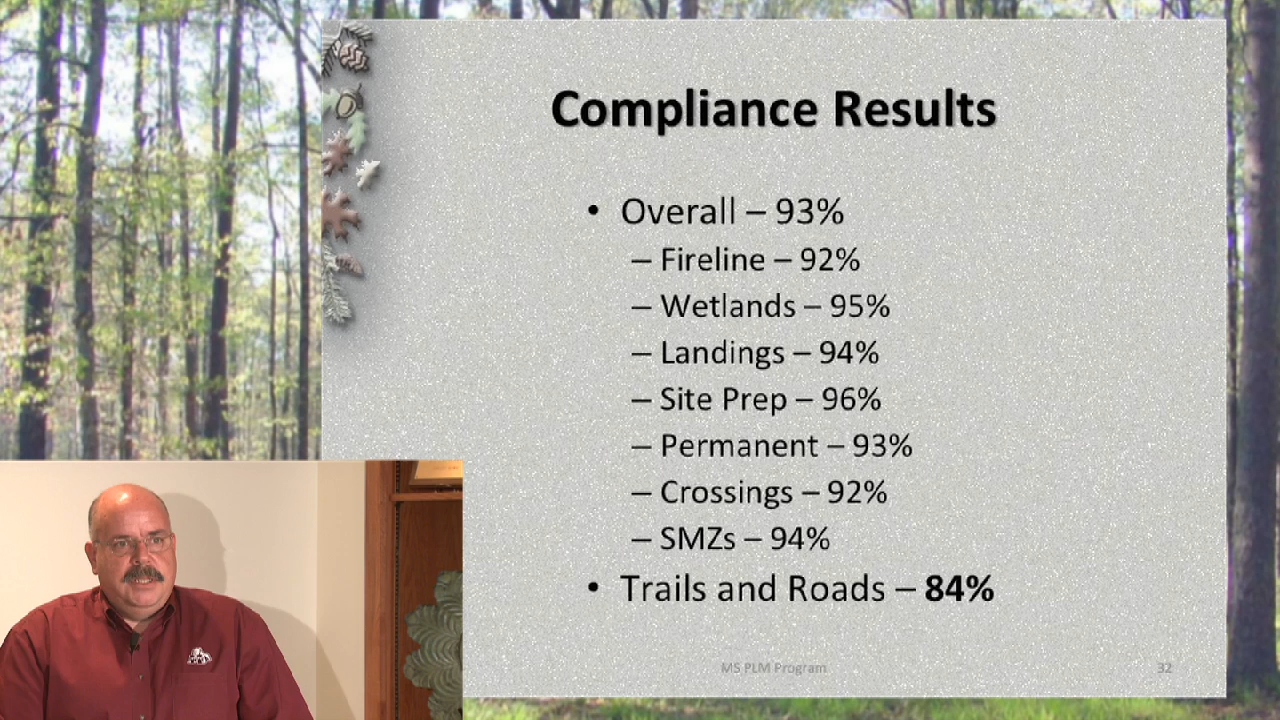 Compliance Results
• Overall – 93%
– Fireline – 92%
– Wetlands – 95%
– Landings – 94%
– Site Prep – 96%
– Permanent – 93%
– Crossings – 92%
– SMZs – 94%
• Trails and Roads – 84%
MS PLM Program
32